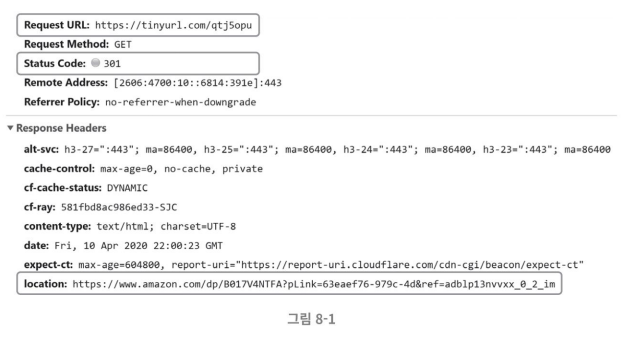 Request URL: https://tinyurl.com/qtj5opu
Request Method: GET
Status Code: 301
Remote Address: [2606:4700:10::6814:391e]:443
Referrer Policy: no-referrer-when-downgrade
▼ Response Headers
alt-svc: h3-27=":443"; ma=86400, h3-25=":443"; ma=86400, h3-24=":443"; ma=86400, h3-23=":443"; ma=86400
cache-control: max-age=0, no-cache, private
cf-cache-status: DYNAMIC
cf-ray: 581fbd8ac986ed33-SJC
content-type: text/html; charset=UTF-8
date: Fri, 10 Apr 2020 22:00:23 GMT
expect-ct: max-age=604800, report-uri="https://report-uri.cloudflare.com/cdn-cgi/beacon/expect-ct"
location: https://www.amazon.com/dp/B017V4NTFA?pLink=63eaef76-979c-4d&ref=adblp13nvvxx_0_2_im
그림 8-1